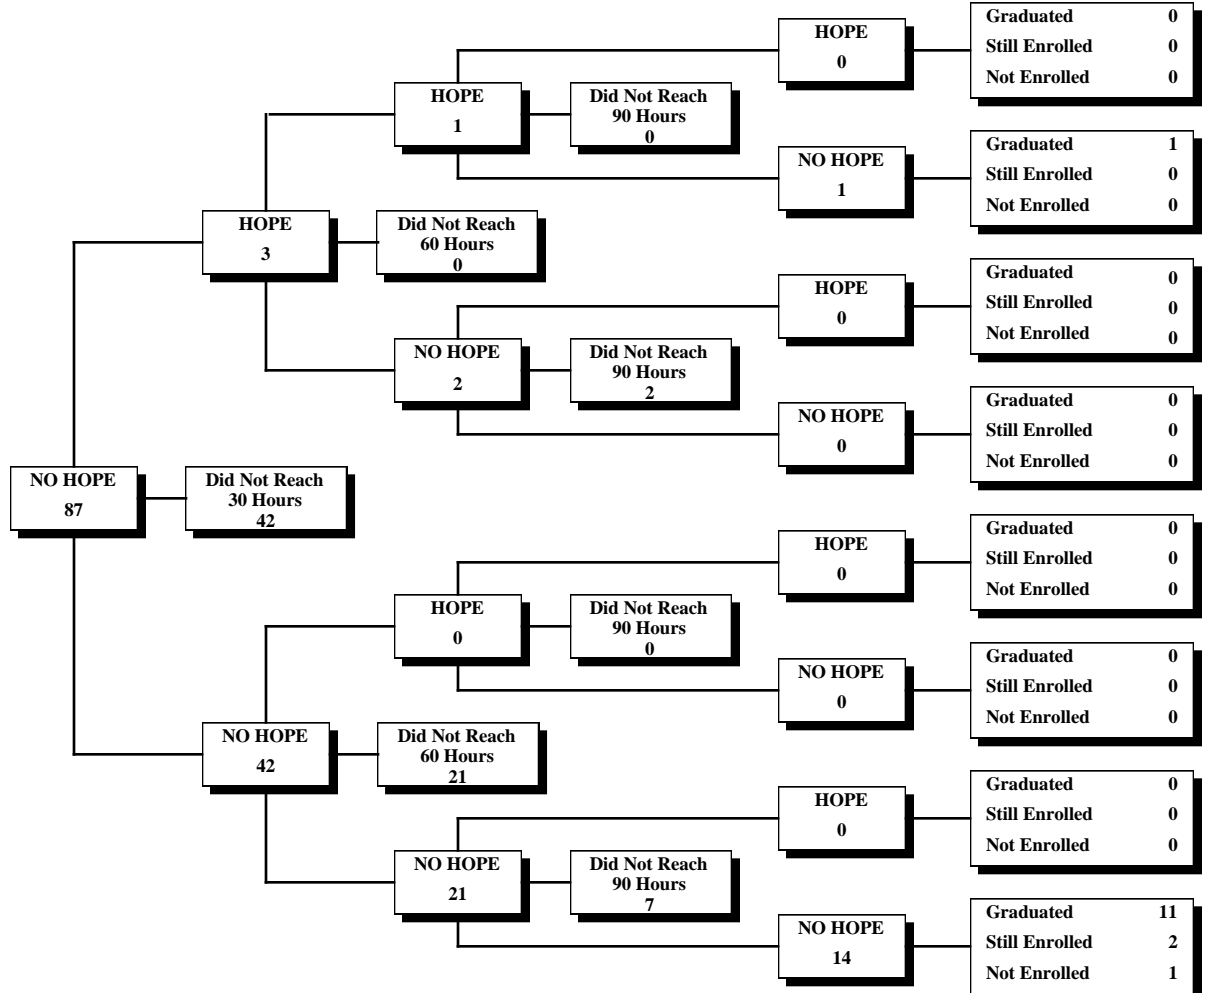 HOPE
0
Graduated 0
Still Enrolled 0
Not Enrolled 0
HOPE
1
Did Not Reach
90 Hours
0
NO HOPE
1
Graduated 1
Still Enrolled 0
Not Enrolled 0
HOPE
3
Did Not Reach
60 Hours
0
HOPE
0
Graduated 0
Still Enrolled 0
Not Enrolled 0
NO HOPE
2
Did Not Reach
90 Hours
2
NO HOPE
0
Graduated 0
Still Enrolled 0
Not Enrolled 0
NO HOPE
87
Did Not Reach
30 Hours
42
HOPE
0
Graduated 0
Still Enrolled 0
Not Enrolled 0
HOPE
0
Did Not Reach
90 Hours
0
NO HOPE
0
Graduated 0
Still Enrolled 0
Not Enrolled 0
NO HOPE
42
Did Not Reach
60 Hours
21
HOPE
0
Graduated 0
Still Enrolled 0
Not Enrolled 0
NO HOPE
21
Did Not Reach
90 Hours
7
NO HOPE
14
Graduated 11
Still Enrolled 2
Not Enrolled 1